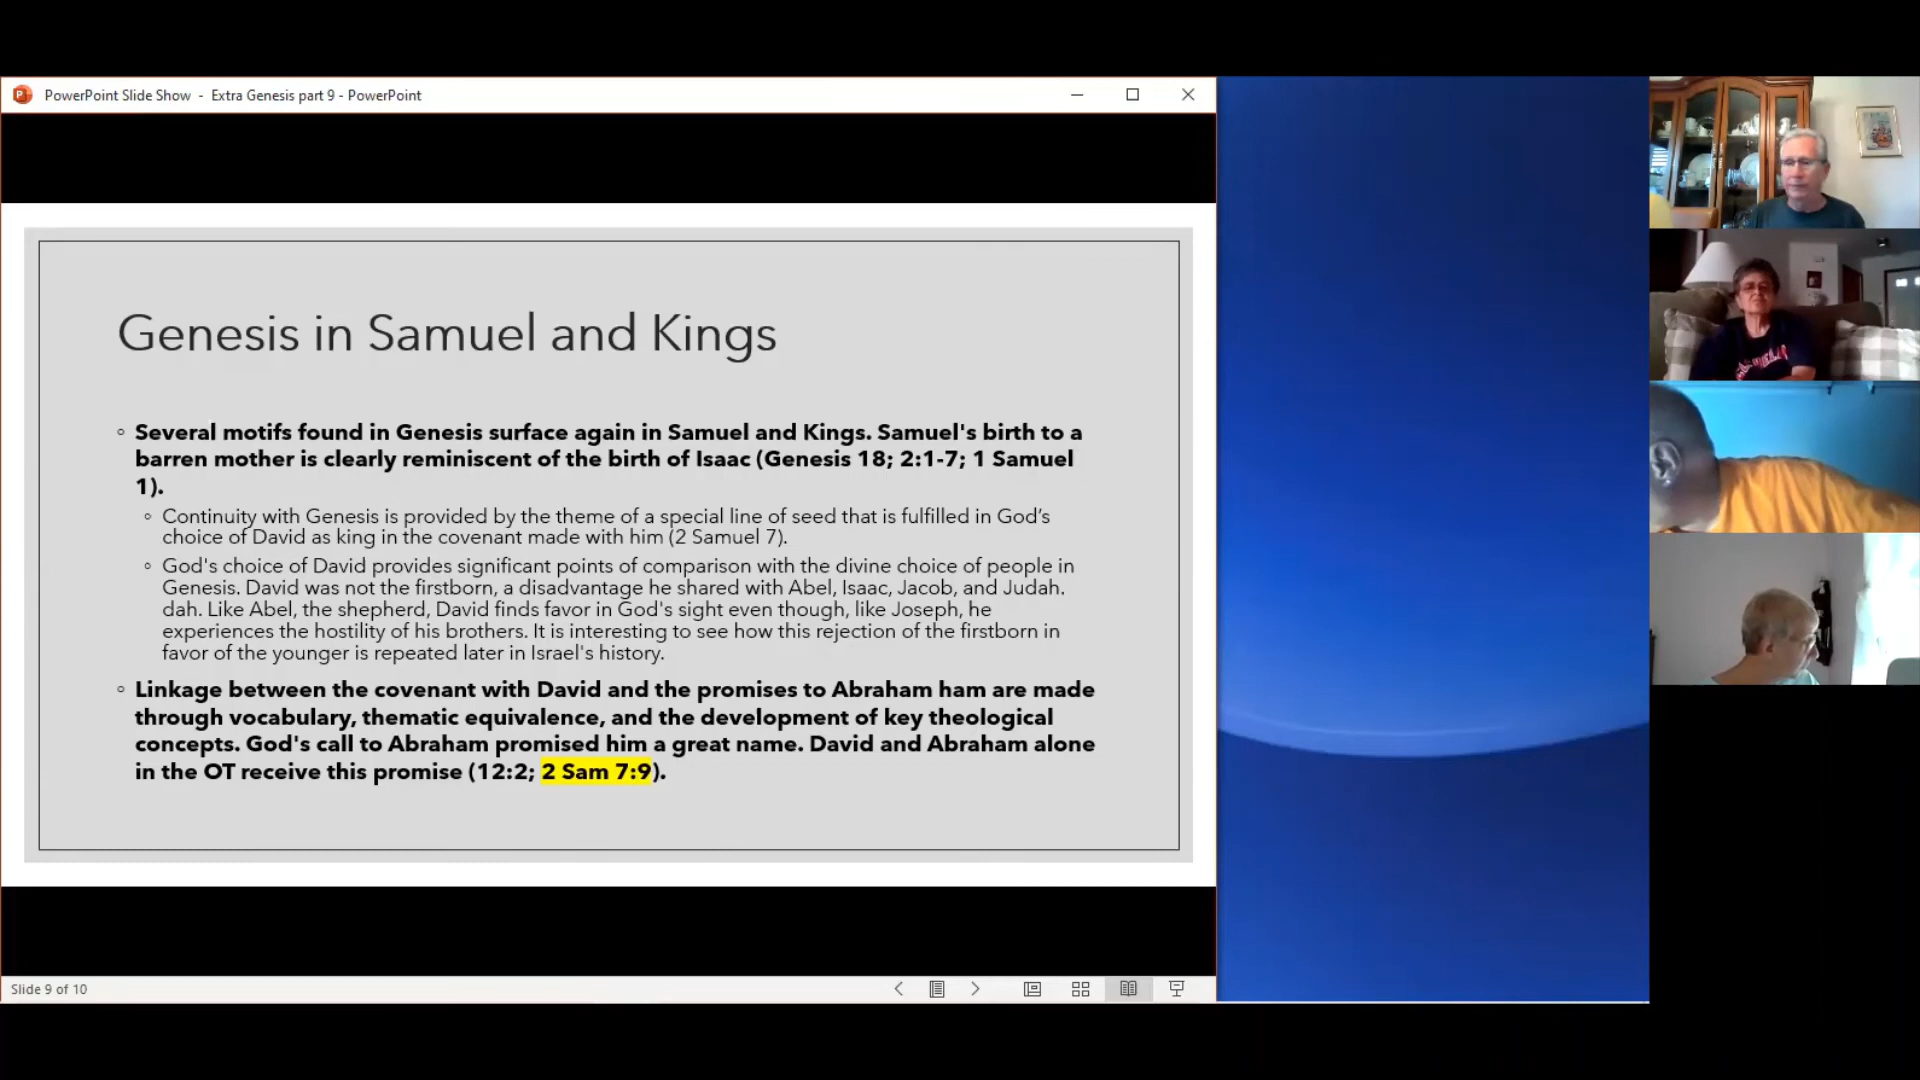 PowerPoint Slide Show - Extra Genesis part 9 - PowerPoint
Genesis in Samuel and Kings
Several motifs found in Genesis surface again in Samuel and Kings. Samuel's birth to a
barren mother is clearly reminiscent of the birth of Isaac (Genesis 18; 2:1-7; 1 Samuel
1).
Continuity with Genesis is provided by the theme of a special line of seed that is fulfilled in God’s
choice of David as king in the covenant made with him (2 Samuel 7).
God's choice of David provides significant points of comparison with the divine choice of people in
Genesis. David was not the firstborn, a disadvantage he shared with Abel, Isaac, Jacob, and Judah.
dah. Like Abel, the shepherd, David finds favor in God's sight even though, like Joseph, he
experiences the hostility of his brothers. It is interesting to see how this rejection of the firstborn in
favor of the younger is repeated later in Israel's history.
Linkage between the covenant with David and the promises to Abraham ham are made
through vocabulary, thematic equivalence, and the development of key theological
concepts. God's call to Abraham promised him a great name. David and Abraham alone
in the OT receive this promise (12:2; 2 Sam 7:9).
Slide 9 of 10